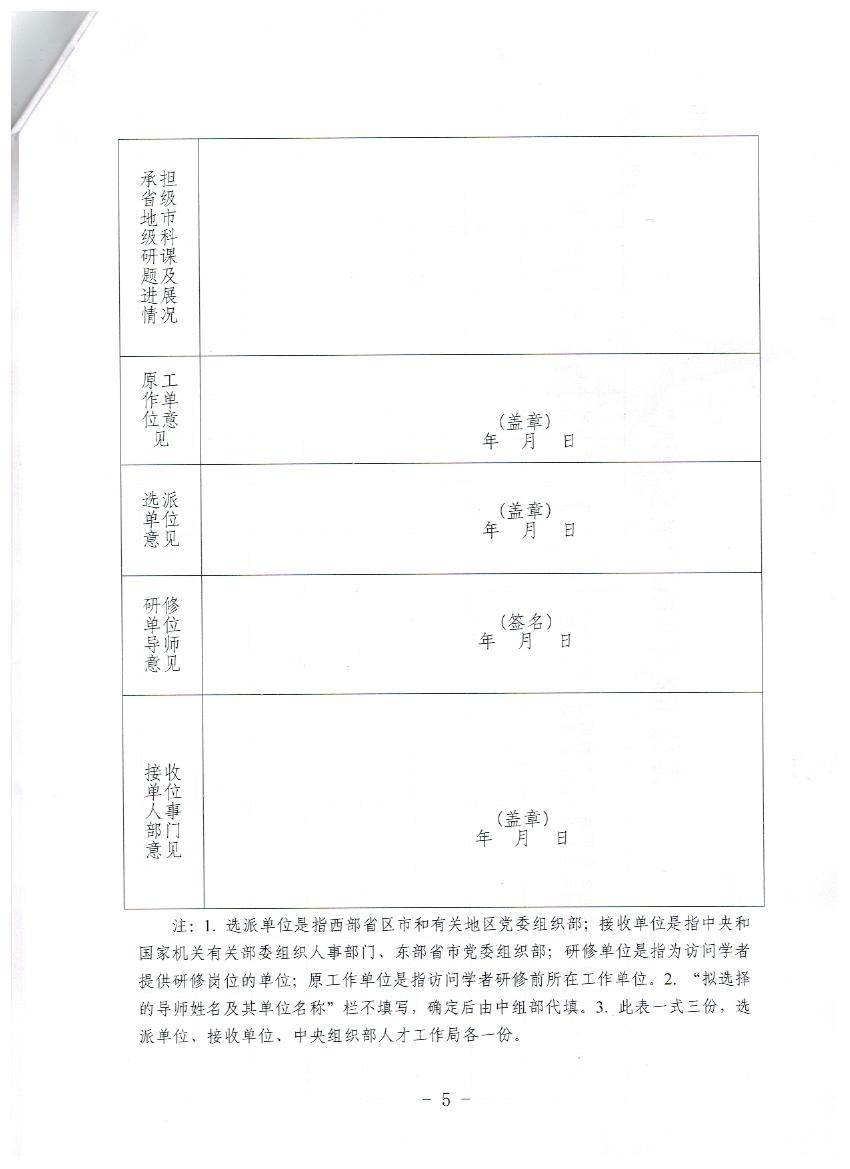 承担
省级
地市
级科
研课
题及
进展
情况
原工
作单
位意
见
(盖章)
年 月 日
选派
单位
意见
(盖章)
年 月 日
研修
单位
导师
意见
(签名)
年 月 日
接收
单位
人事
部门
意见
(盖章)
年 月 日
注：1. 选派单位是指西部省区市和有关地区党委组织部；接收单位是指中央和
国家机关有关部委组织人事部门、东部省市党委组织部；研修单位是指为访问学者
提供研修岗位的单位；原工作单位是指访问学者研修前所在工作单位。2. “拟选择
的导师姓名及其单位名称”栏不填写，确定后由中组部代填。3. 此表一式三份，选
派单位、接收单位、中央组织部人才工作局各一份。
- 5 -